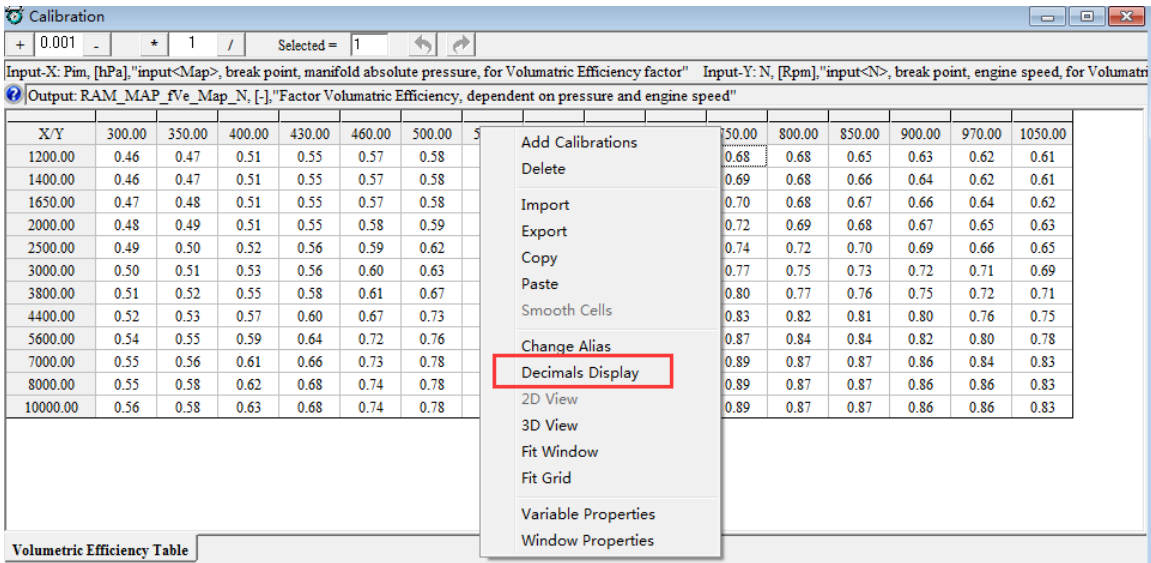 Calibration
+ 0.001 - * 1 / Selected = 1
Input-X: Pim, [hPa],"input<Map>, break point, manifold absolute pressure, for Volumatric Efficiency factor" Input-Y: N, [Rpm],"input<N>, break point, engine speed, for Volumatri
Output: RAM_MAP_fVe_Map_N, [-],"Factor Volumatric Efficiency, dependent on pressure and engine speed"
X/Y 300.00 350.00 400.00 430.00 460.00 500.00 5 750.00 800.00 850.00 900.00 970.00 1050.00
1200.00 0.46 0.47 0.51 0.55 0.57 0.58 0.68 0.68 0.65 0.63 0.62 0.61
1400.00 0.46 0.47 0.51 0.55 0.57 0.58 0.69 0.68 0.66 0.64 0.62 0.61
1650.00 0.47 0.48 0.51 0.55 0.57 0.58 0.70 0.68 0.67 0.66 0.64 0.62
2000.00 0.48 0.49 0.51 0.55 0.58 0.59 0.72 0.69 0.68 0.67 0.65 0.63
2500.00 0.49 0.50 0.52 0.56 0.59 0.62 0.74 0.72 0.70 0.69 0.66 0.65
3000.00 0.50 0.51 0.53 0.56 0.60 0.63 0.77 0.75 0.73 0.72 0.71 0.69
3800.00 0.51 0.52 0.55 0.58 0.61 0.67 0.80 0.77 0.76 0.75 0.72 0.71
4400.00 0.52 0.53 0.57 0.60 0.67 0.73 0.83 0.82 0.81 0.80 0.76 0.75
5600.00 0.54 0.55 0.59 0.64 0.72 0.76 0.87 0.84 0.84 0.82 0.80 0.78
7000.00 0.55 0.56 0.61 0.66 0.73 0.78 0.89 0.87 0.87 0.86 0.84 0.83
8000.00 0.55 0.58 0.62 0.68 0.74 0.78 0.89 0.87 0.87 0.86 0.86 0.83
10000.00 0.56 0.58 0.63 0.68 0.74 0.78 0.89 0.87 0.87 0.86 0.86 0.83
Add Calibrations
Delete
Import
Export
Copy
Paste
Smooth Cells
Change Alias
Decimals Display
2D View
3D View
Fit Window
Fit Grid
Variable Properties
Window Properties
Volumetric Efficiency Table